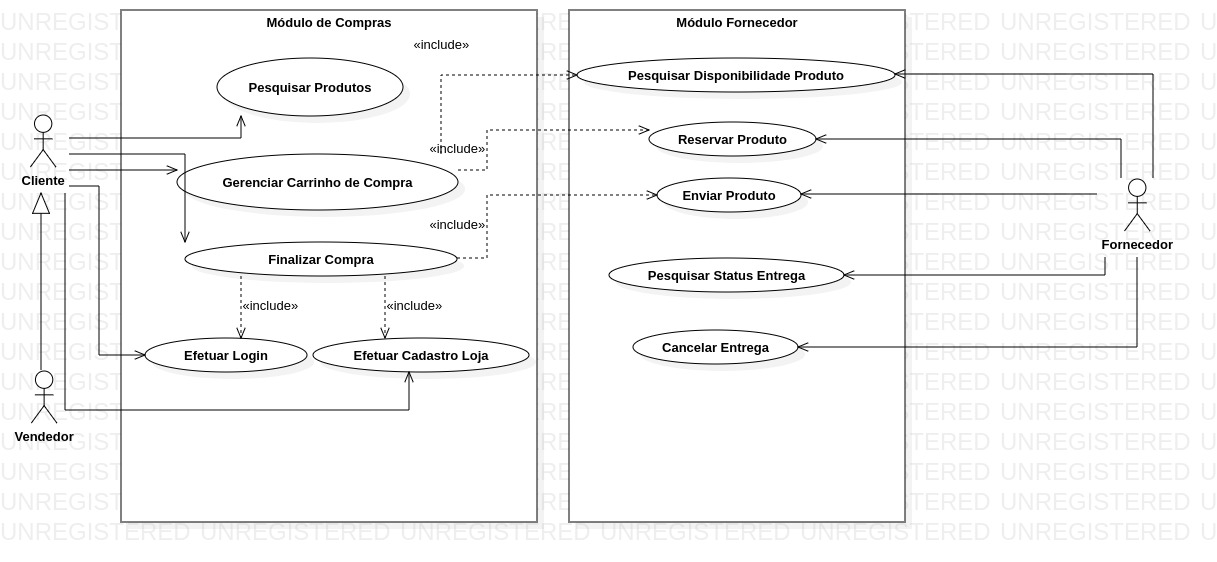 Módulo de Compras
Módulo Fornecedor
«include»
Pesquisar Disponibilidade Produto
Pesquisar Produtos
Reservar Produto
«include»
Cliente
Gerenciar Carrinho de Compra
Enviar Produto
«include»
Fornecedor
Finalizar Compra
Pesquisar Status Entrega
«include»
«include»
Efetuar Login
Efetuar Cadastro Loja
Cancelar Entrega
Vendedor
UNREGISTERED UNREGISTERED UNREGISTERED UNREGISTERED UNREGISTERED UNREGISTERED